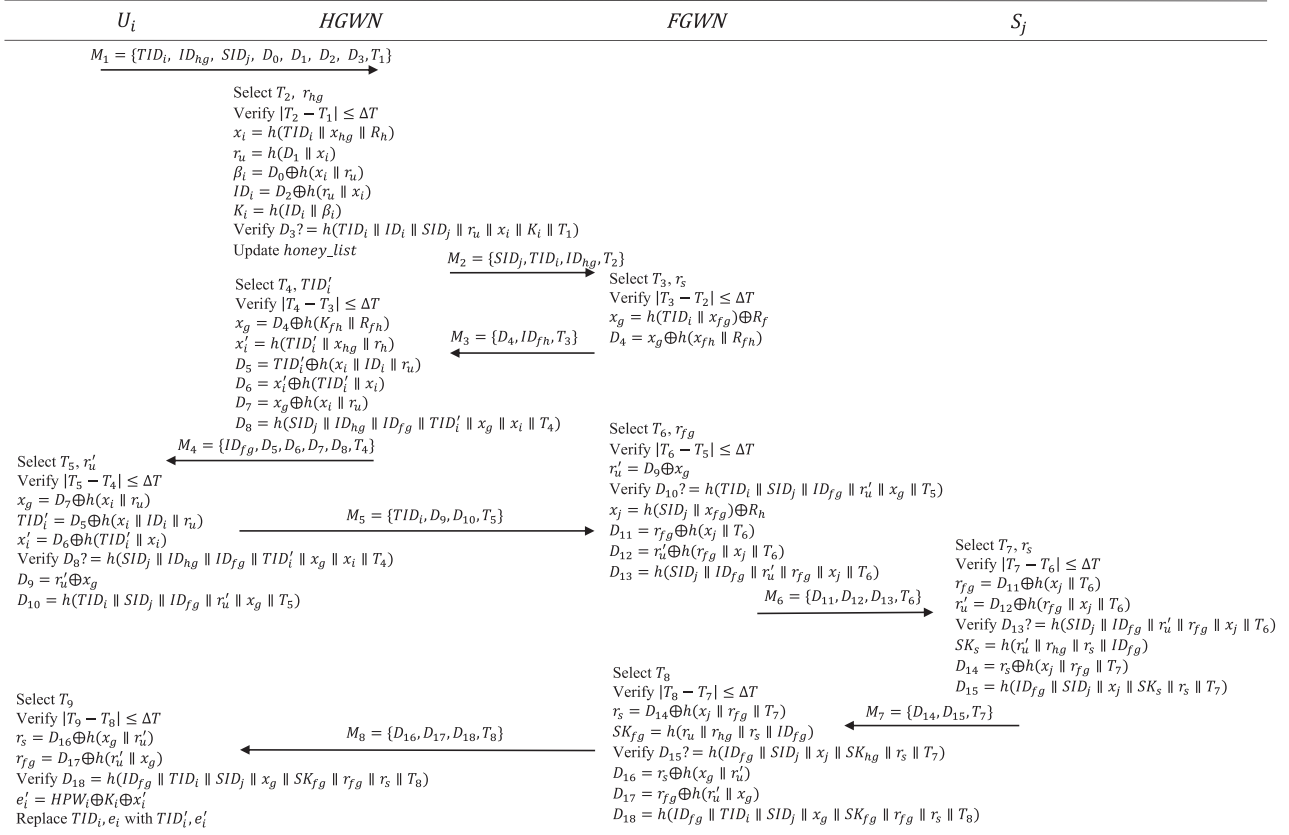 U_i HGWN FGWN S_j
M_1 = {TID_i, ID_hg, SID_j, D_0, D_1, D_2, D_3, T_1}
Select T_2, r_hg
Verify |T_2 − T_1| ≤ ΔT
x_i = h(TID_i ∥ x_hg ∥ R_h)
r_u = h(D_1 ∥ x_i)
β_i = D_0⊕h(x_i ∥ r_u)
ID_i = D_2⊕h(r_u ∥ x_i)
K_i = h(ID_i ∥ β_i)
Verify D_3? = h(TID_i ∥ ID_i ∥ SID_j ∥ r_u ∥ x_i ∥ K_i ∥ T_1)
Update honey_list
M_2 = {SID_j, TID_i, ID_hg, T_2}
Select T_3, r_s
Verify |T_3 − T_2| ≤ ΔT
x_g = h(TID_i ∥ x_fg)⊕R_f
D_4 = x_g⊕h(x_fh ∥ R_fh)
M_3 = {D_4, ID_fh, T_3}
Select T_4, TID_i′
Verify |T_4 − T_3| ≤ ΔT
x_g = D_4⊕h(K_fh ∥ R_fh)
x_i′ = h(TID_i′ ∥ x_hg ∥ r_h)
D_5 = TID_i′⊕h(x_i ∥ ID_i ∥ r_u)
D_6 = x_i′⊕h(TID_i′ ∥ x_i)
D_7 = x_g⊕h(x_i ∥ r_u)
D_8 = h(SID_j ∥ ID_hg ∥ ID_fg ∥ TID_i′ ∥ x_g ∥ x_i ∥ T_4)
M_4 = {ID_fg, D_5, D_6, D_7, D_8, T_4}
Select T_5, r_u′
Verify |T_5 − T_4| ≤ ΔT
x_g = D_7⊕h(x_i ∥ r_u)
TID_i′ = D_5⊕h(x_i ∥ ID_i ∥ r_u)
x_i′ = D_6⊕h(TID_i′ ∥ x_i)
Verify D_8? = h(SID_j ∥ ID_hg ∥ ID_fg ∥ TID_i′ ∥ x_g ∥ x_i ∥ T_4)
D_9 = r_u′⊕x_g
D_10 = h(TID_i ∥ SID_j ∥ ID_fg ∥ r_u′ ∥ x_g ∥ T_5)
M_5 = {TID_i, D_9, D_10, T_5}
Select T_6, r_fg
Verify |T_6 − T_5| ≤ ΔT
r_u′ = D_9⊕x_g
Verify D_10? = h(TID_i ∥ SID_j ∥ ID_fg ∥ r_u′ ∥ x_g ∥ T_5)
x_j = h(SID_j ∥ x_fg)⊕R_h
D_11 = r_fg⊕h(x_j ∥ T_6)
D_12 = r_u′⊕h(r_fg ∥ x_j ∥ T_6)
D_13 = h(SID_j ∥ ID_fg ∥ r_u′ ∥ r_fg ∥ x_j ∥ T_6)
M_6 = {D_11, D_12, D_13, T_6}
Select T_7, r_s
Verify |T_7 − T_6| ≤ ΔT
r_fg = D_11⊕h(x_j ∥ T_6)
r_u′ = D_12⊕h(r_fg ∥ x_j ∥ T_6)
Verify D_13? = h(SID_j ∥ ID_fg ∥ r_u′ ∥ r_fg ∥ x_j ∥ T_6)
SK_s = h(r_u′ ∥ r_hg ∥ r_s ∥ ID_fg)
D_14 = r_s⊕h(x_j ∥ r_fg ∥ T_7)
D_15 = h(ID_fg ∥ SID_j ∥ x_j ∥ SK_s ∥ r_s ∥ T_7)
M_7 = {D_14, D_15, T_7}
Select T_8
Verify |T_8 − T_7| ≤ ΔT
r_s = D_14⊕h(x_j ∥ r_fg ∥ T_7)
SK_fg = h(r_u ∥ r_hg ∥ r_s ∥ ID_fg)
Verify D_15? = h(ID_fg ∥ SID_j ∥ x_j ∥ SK_hg ∥ r_s ∥ T_7)
D_16 = r_s⊕h(x_g ∥ r_u′)
D_17 = r_fg⊕h(r_u′ ∥ x_g)
D_18 = h(ID_fg ∥ TID_i ∥ SID_j ∥ x_g ∥ SK_fg ∥ r_fg ∥ r_s ∥ T_8)
M_8 = {D_16, D_17, D_18, T_8}
Select T_9
Verify |T_9 − T_8| ≤ ΔT
r_s = D_16⊕h(x_g ∥ r_u′)
r_fg = D_17⊕h(r_u′ ∥ x_g)
Verify D_18 = h(ID_fg ∥ TID_i ∥ SID_j ∥ x_g ∥ SK_fg ∥ r_fg ∥ r_s ∥ T_8)
e_i′ = HPW_i⊕K_i⊕x_i′
Replace TID_i, e_i with TID_i′, e_i′